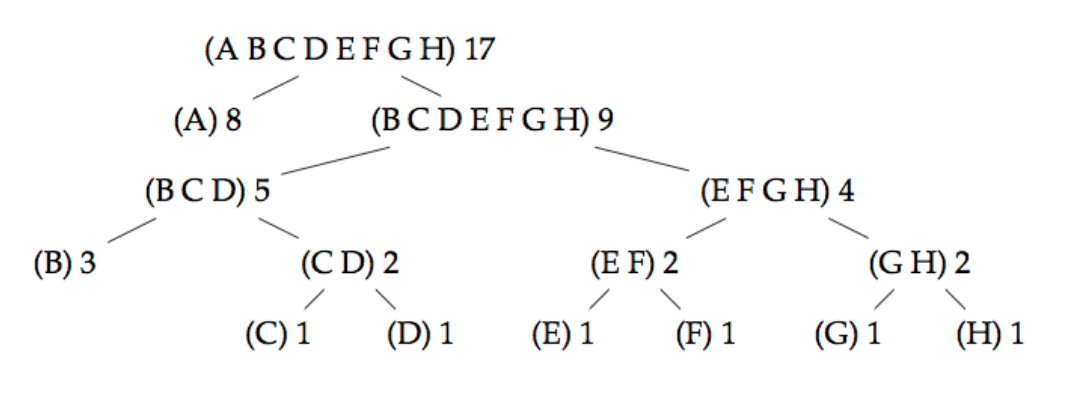 (A B C D E F G H) 17
(A) 8 (B C D E F G H) 9
(B C D) 5 (E F G H) 4
(B) 3 (C D) 2 (E F) 2 (G H) 2
(C) 1 (D) 1 (E) 1 (F) 1 (G) 1 (H) 1